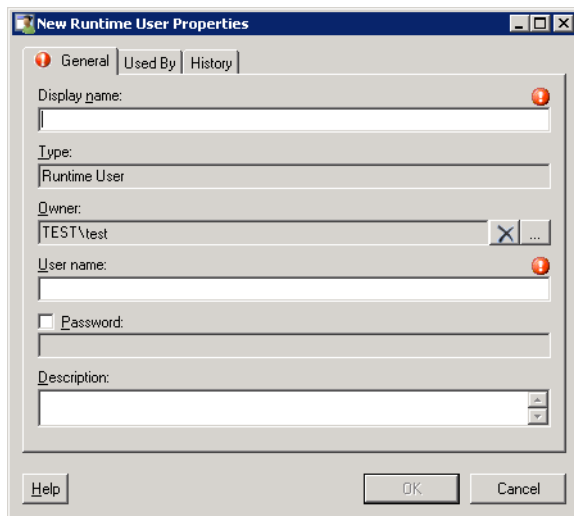 New Runtime User Properties
General Used By History
Display name:
Type:
Runtime User
Owner:
TEST\test
...
User name:
Password:
Description:
Help OK Cancel